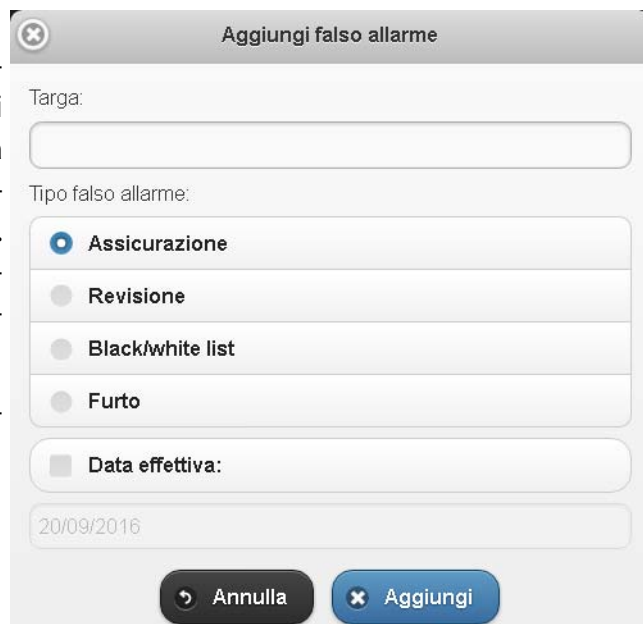 Aggiungi falso allarme
Targa:
Tipo falso allarme:
Assicurazione
Revisione
Black/white list
Furto
Data effettiva:
20/09/2016
Annulla
Aggiungi